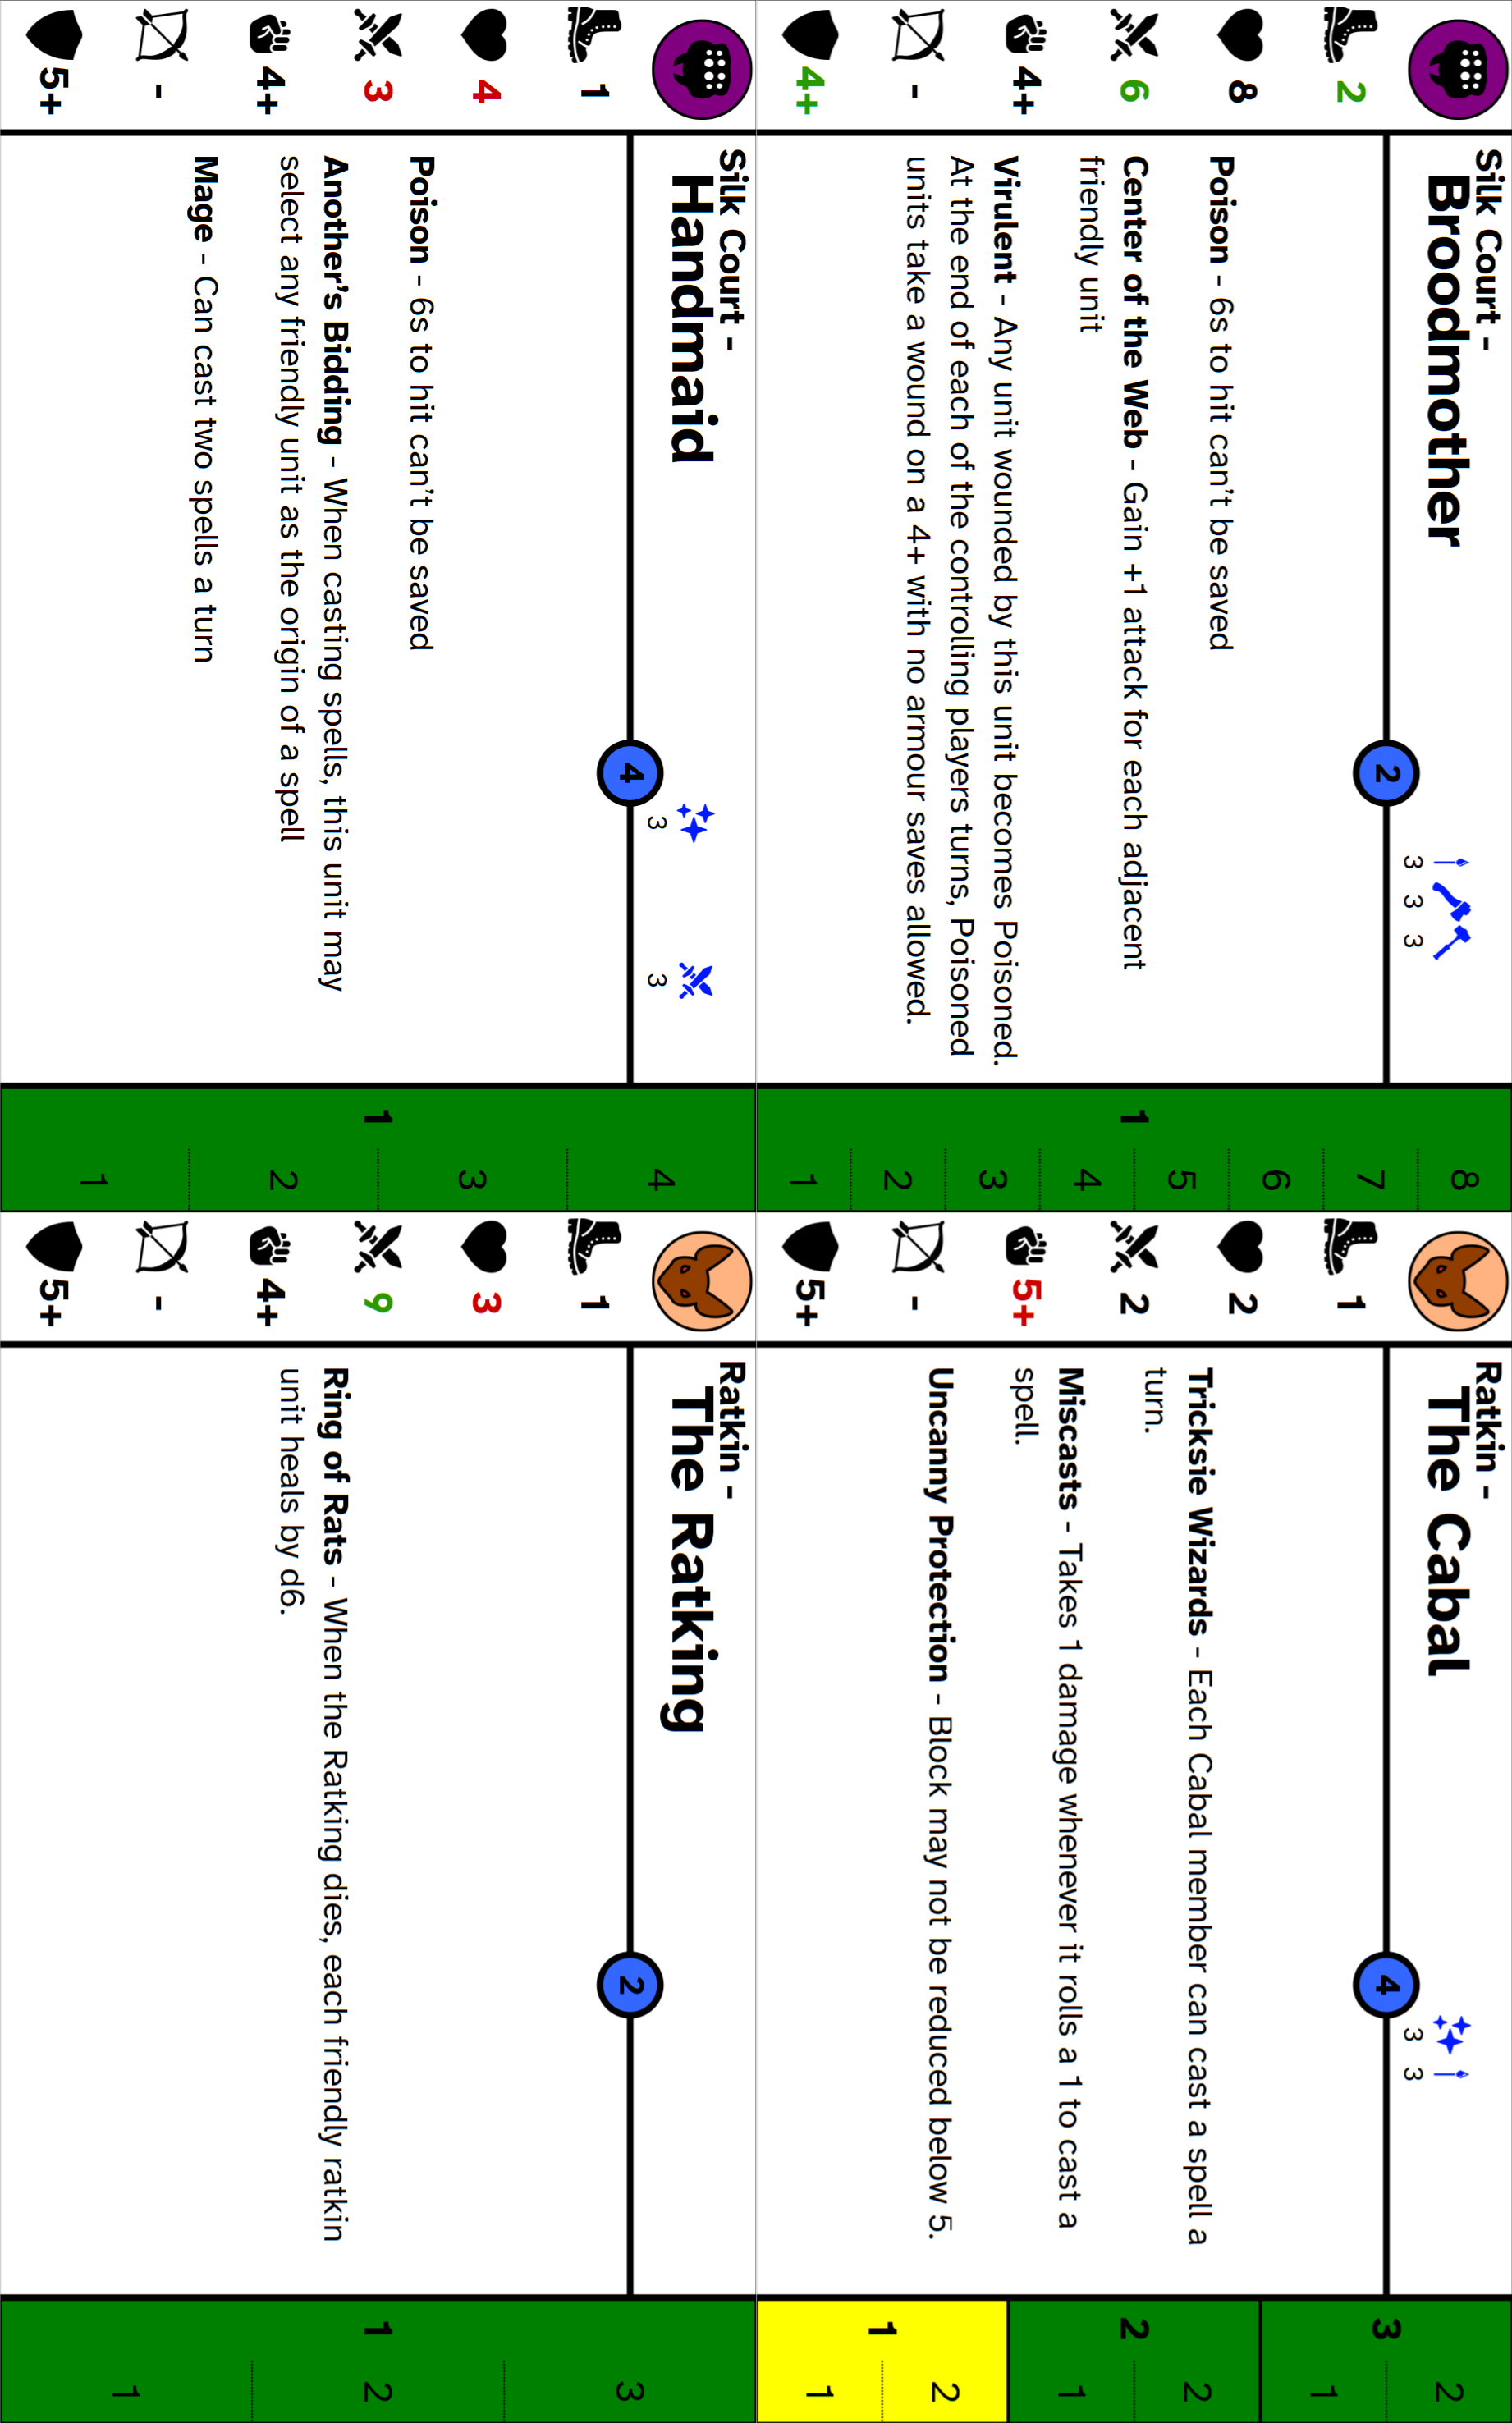 Silk Court -
Broodmother
2
3 3 3
2
8
6
4+
-
4+
Poison - 6s to hit can't be saved
Center of the Web - Gain +1 attack for each adjacent
friendly unit
Virulent - Any unit wounded by this unit becomes Poisoned.
At the end of each of the controlling players turns, Poisoned
units take a wound on a 4+ with no armour saves allowed.
1
8
7
6
5
4
3
2
1
Ratkin -
The Cabal
4
3 3
1
2
2
5+
-
5+
Tricksie Wizards - Each Cabal member can cast a spell a
turn.
Miscasts - Takes 1 damage whenever it rolls a 1 to cast a
spell.
Uncanny Protection - Block may not be reduced below 5.
3
2
1
2
2
1
1
2
1
Silk Court -
Handmaid
4
3 3
1
4
3
4+
-
5+
Poison - 6s to hit can't be saved
Another's Bidding - When casting spells, this unit may
select any friendly unit as the origin of a spell
Mage - Can cast two spells a turn
1
4
3
2
1
Ratkin -
The Ratking
2
1
3
9
4+
-
5+
Ring of Rats - When the Ratking dies, each friendly ratkin
unit heals by d6.
1
3
2
1